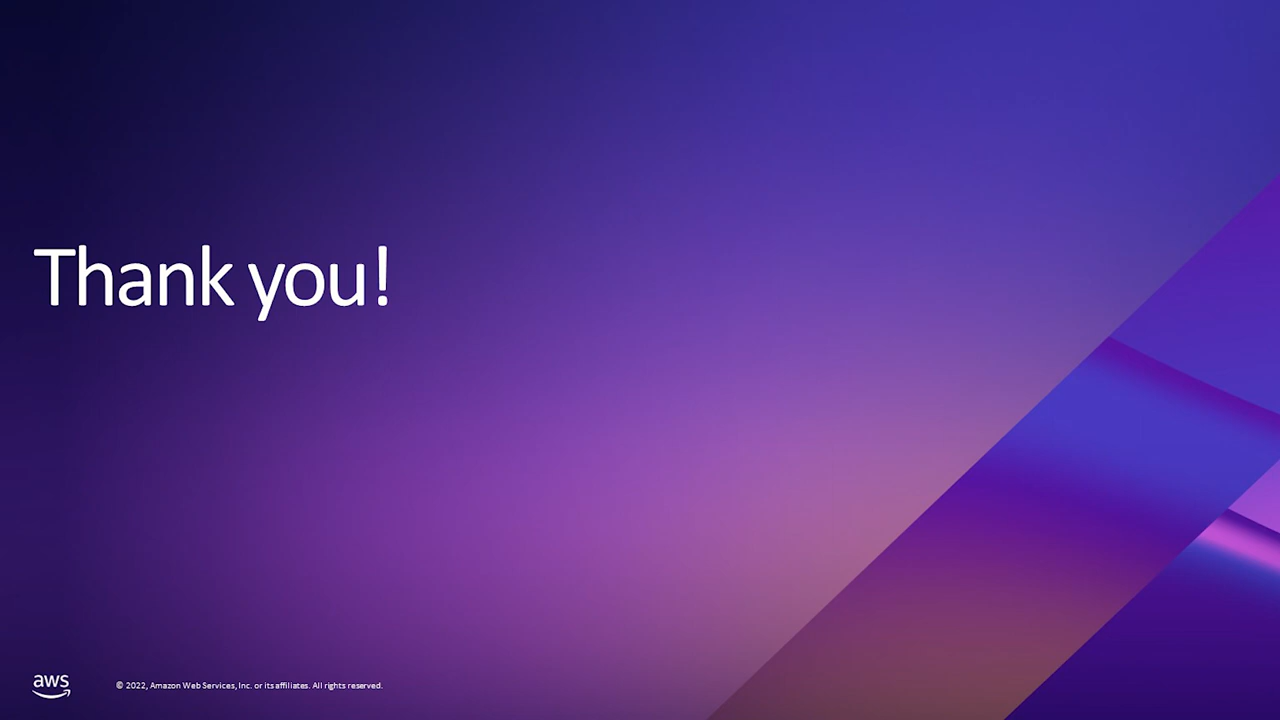 Thank you!
aws
© 2022, Amazon Web Services, Inc. or its affiliates. All rights reserved.